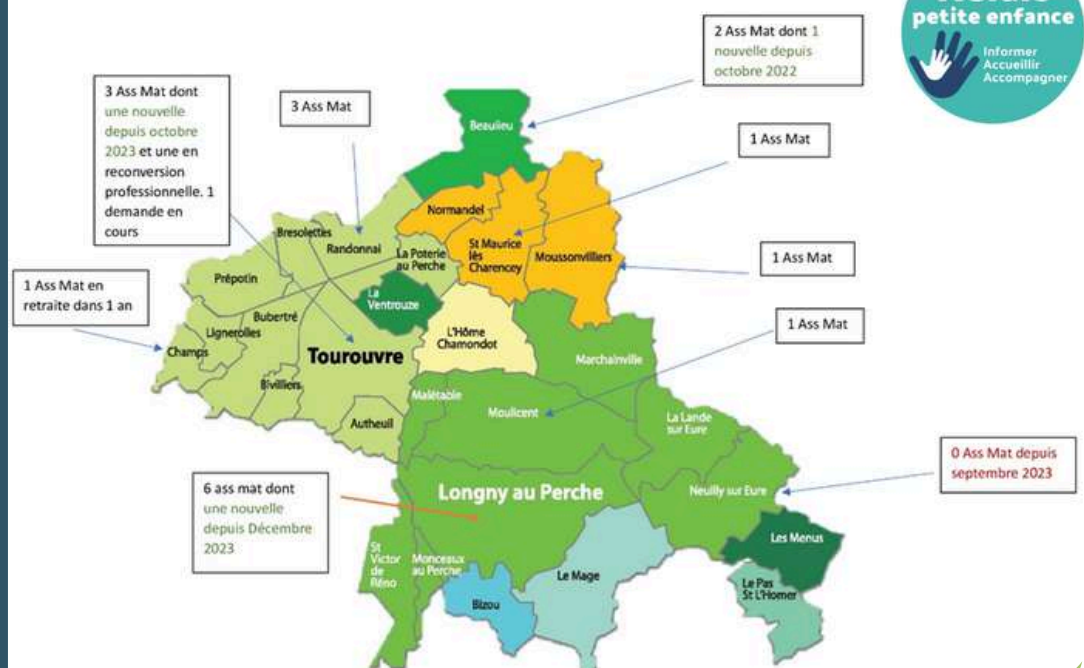 petite enfance
Informer
Accueillir
Accompagner
2 Ass Mat dont 1
nouvelle depuis
octobre 2022
3 Ass Mat dont
une nouvelle
depuis octobre
2023 et une en
reconversion
professionnelle. 1
demande en
cours
3 Ass Mat
1 Ass Mat
1 Ass Mat
1 Ass Mat
1 Ass Mat en
retraite dans 1 an
0 Ass Mat depuis
septembre 2023
6 ass mat dont
une nouvelle
depuis Décembre
2023
Beaulieu
Normandel
St Maurice
lès
Charencey
Moussonvilliers
Bresolettes
Randonnai
La Poterie
au Perche
Prépotin
La
Ventrouze
Bubertré
Lignerolles
Champs
Tourouvre
L'Hôme
Chamondot
Bivilliers
Autheuil
Marchainville
Malétable
Moulicent
La Lande
sur Eure
Longny au Perche
Neuilly sur Eure
Les Menus
St
Victor
de
Réno
Monceaux
au Perche
Le Mage
Bizou
Le Pas
St L'Homer